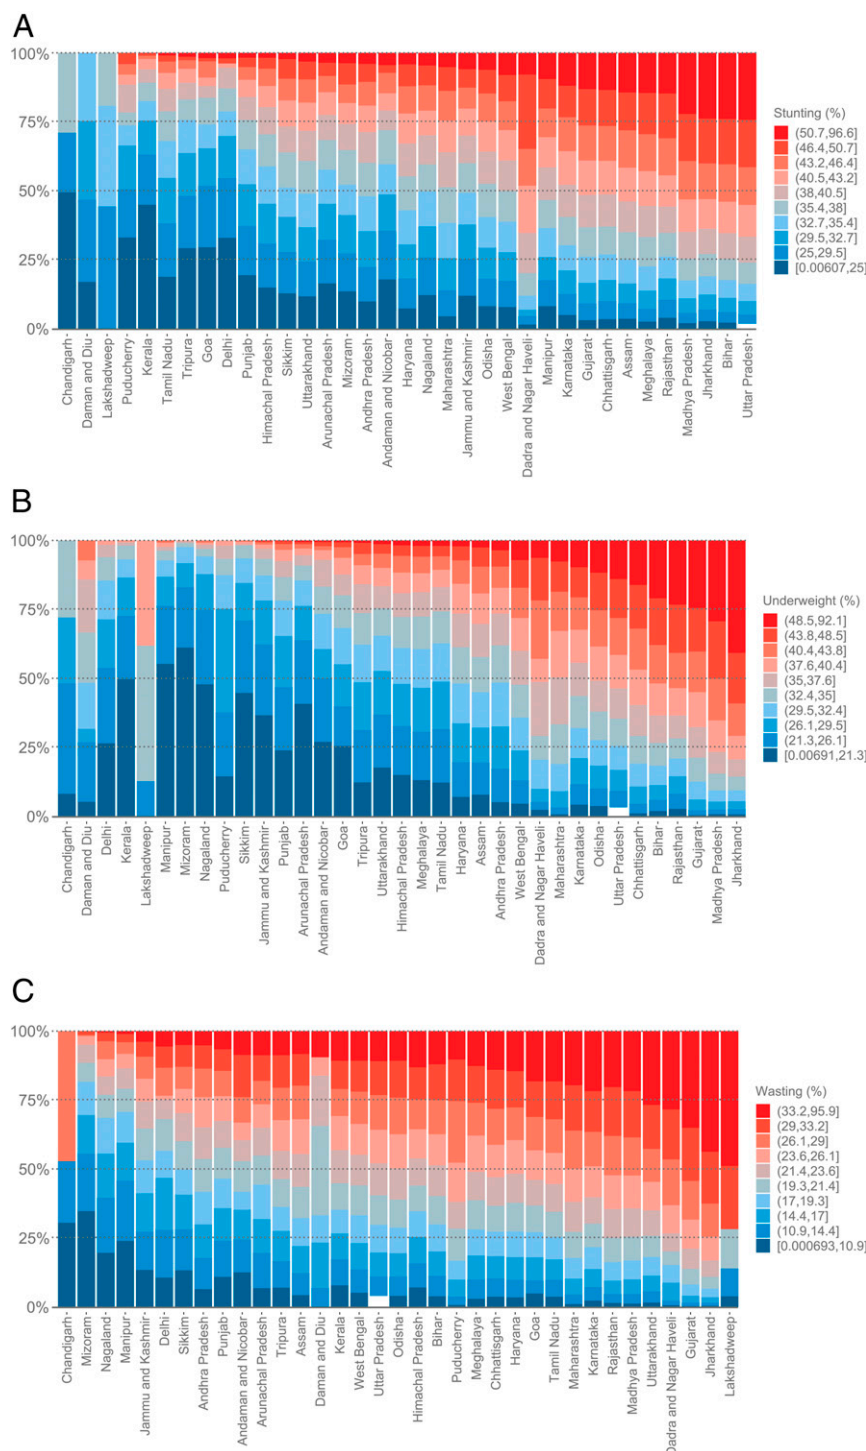 A
100%
75%
50%
25%
0%
Stunting (%)
(50.7,96.6]
(46.4,50.7]
(43.2,46.4]
(40.5,43.2]
(38,40.5]
(35.4,38]
(32.7,35.4]
(29.5,32.7]
(25,29.5]
[0.00607,25]
Chandigarh
Daman and Diu
Lakshadweep
Puducherry
Kerala
Tamil Nadu
Tripura
Goa
Delhi
Punjab
Himachal Pradesh
Sikkim
Uttarakhand
Arunachal Pradesh
Mizoram
Andhra Pradesh
Andaman and Nicobar
Haryana
Nagaland
Maharashtra
Jammu and Kashmir
Odisha
West Bengal
Dadra and Nagar Haveli
Manipur
Karnataka
Gujarat
Chhattisgarh
Assam
Meghalaya
Rajasthan
Madhya Pradesh
Jharkhand
Bihar
Uttar Pradesh
B
100%
75%
50%
25%
0%
Underweight (%)
(48.5,92.1]
(43.8,48.5]
(40.4,43.8]
(37.6,40.4]
(35,37.6]
(32.4,35]
(29.5,32.4]
(26.1,29.5]
(21.3,26.1]
[0.00691,21.3]
Chandigarh
Daman and Diu
Delhi
Kerala
Lakshadweep
Manipur
Mizoram
Nagaland
Puducherry
Sikkim
Jammu and Kashmir
Punjab
Arunachal Pradesh
Andaman and Nicobar
Goa
Tripura
Uttarakhand
Himachal Pradesh
Meghalaya
Tamil Nadu
Haryana
Assam
Andhra Pradesh
West Bengal
Dadra and Nagar Haveli
Maharashtra
Karnataka
Odisha
Uttar Pradesh
Chhattisgarh
Bihar
Rajasthan
Gujarat
Madhya Pradesh
Jharkhand
C
100%
75%
50%
25%
0%
Wasting (%)
(33.2,95.9]
(29,33.2]
(26.1,29]
(23.6,26.1]
(21.4,23.6]
(19.3,21.4]
(17,19.3]
(14.4,17]
(10.9,14.4]
[0.000693,10.9]
Chandigarh
Mizoram
Nagaland
Manipur
Jammu and Kashmir
Delhi
Sikkim
Andhra Pradesh
Punjab
Andaman and Nicobar
Arunachal Pradesh
Tripura
Assam
Daman and Diu
Kerala
West Bengal
Uttar Pradesh
Odisha
Himachal Pradesh
Bihar
Puducherry
Meghalaya
Chhattisgarh
Haryana
Goa
Tamil Nadu
Maharashtra
Karnataka
Rajasthan
Madhya Pradesh
Uttarakhand
Dadra and Nagar Haveli
Gujarat
Jharkhand
Lakshadweep